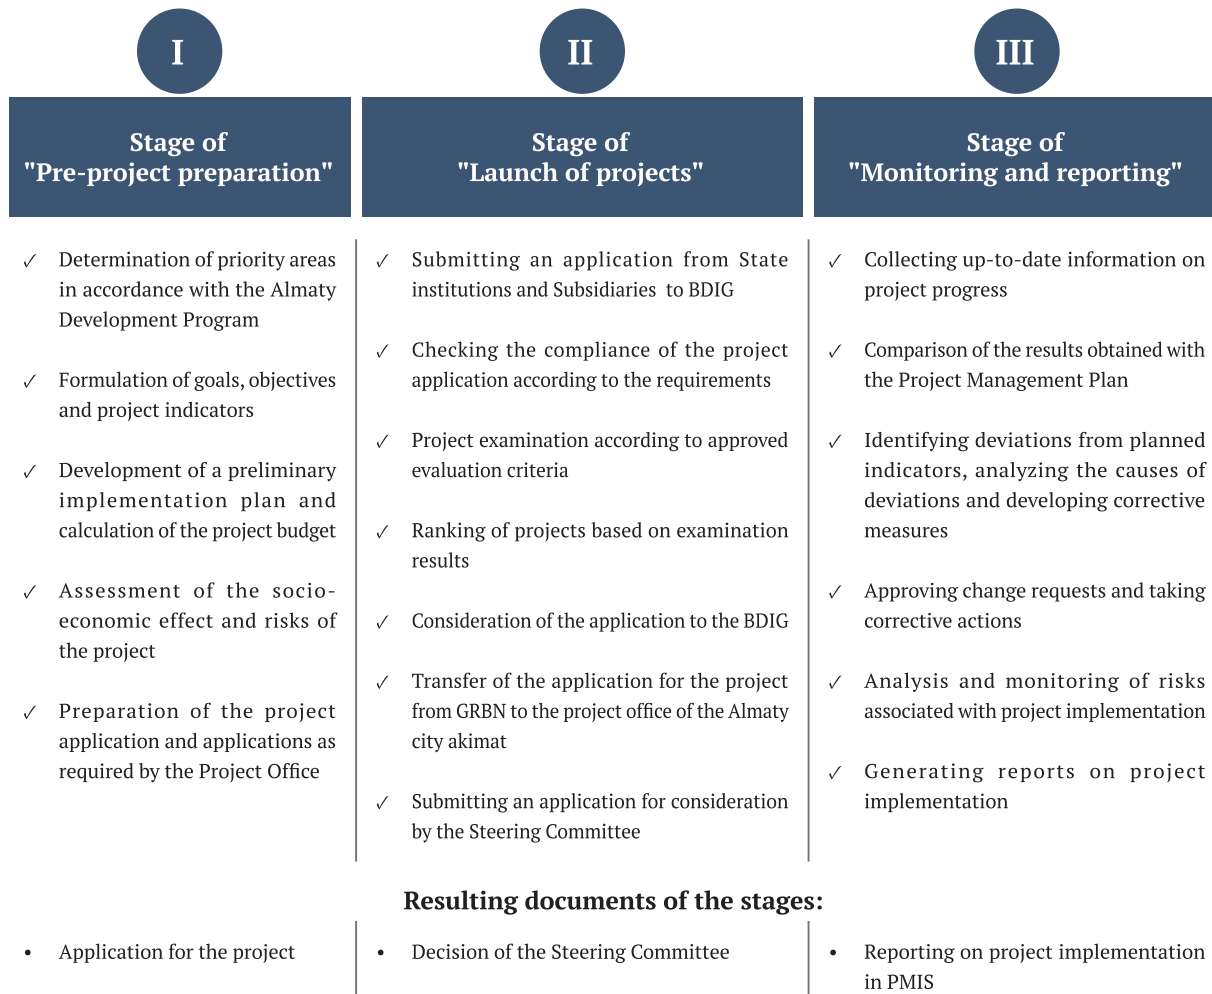 I
Stage of
"Pre-project preparation"
✓ Determination of priority areas
in accordance with the Almaty
Development Program
✓ Formulation of goals, objectives
and project indicators
✓ Development of a preliminary
implementation plan and
calculation of the project budget
✓ Assessment of the socio-
economic effect and risks of
the project
✓ Preparation of the project
application and applications as
required by the Project Office
II
Stage of
"Launch of projects"
✓ Submitting an application from State
institutions and Subsidiaries to BDIG
✓ Checking the compliance of the project
application according to the requirements
✓ Project examination according to approved
evaluation criteria
✓ Ranking of projects based on examination
results
✓ Consideration of the application to the BDIG
✓ Transfer of the application for the project
from GRBN to the project office of the Almaty
city akimat
✓ Submitting an application for consideration
by the Steering Committee
III
Stage of
"Monitoring and reporting"
✓ Collecting up-to-date information on
project progress
✓ Comparison of the results obtained with
the Project Management Plan
✓ Identifying deviations from planned
indicators, analyzing the causes of
deviations and developing corrective
measures
✓ Approving change requests and taking
corrective actions
✓ Analysis and monitoring of risks
associated with project implementation
✓ Generating reports on project
implementation
Resulting documents of the stages:
• Application for the project
• Decision of the Steering Committee
• Reporting on project implementation
in PMIS